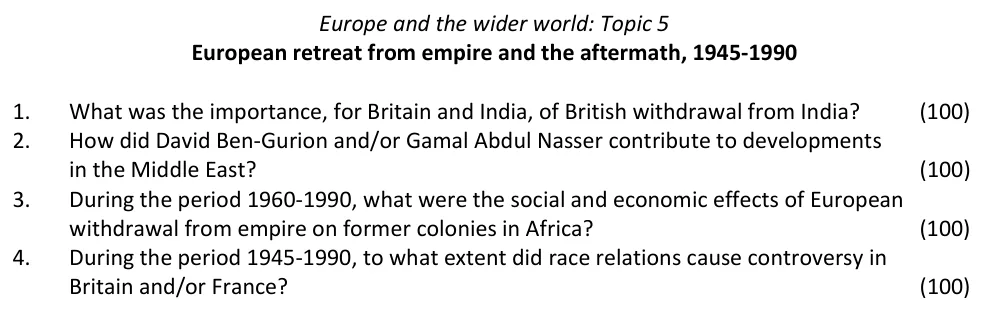 Europe and the wider world: Topic 5
European retreat from empire and the aftermath, 1945-1990
1. What was the importance, for Britain and India, of British withdrawal from India? (100)
2. How did David Ben-Gurion and/or Gamal Abdul Nasser contribute to developments
in the Middle East? (100)
3. During the period 1960-1990, what were the social and economic effects of European
withdrawal from empire on former colonies in Africa? (100)
4. During the period 1945-1990, to what extent did race relations cause controversy in
Britain and/or France? (100)